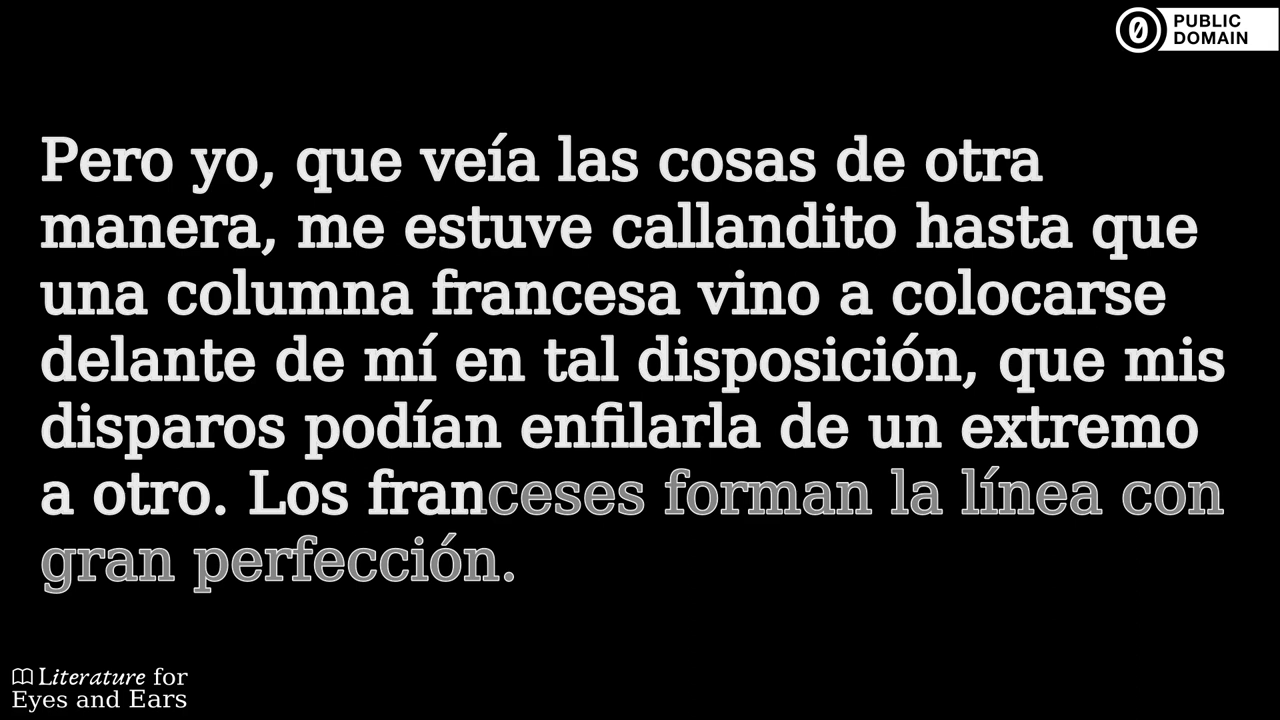 PUBLIC
DOMAIN
Pero yo, que veía las cosas de otra
manera, me estuve callandito hasta que
una columna francesa vino a colocarse
delante de mí en tal disposición, que mis
disparos podían enfilarla de un extremo
a otro. Los franceses forman la línea con
gran perfección.
Literature for
Eyes and Ears